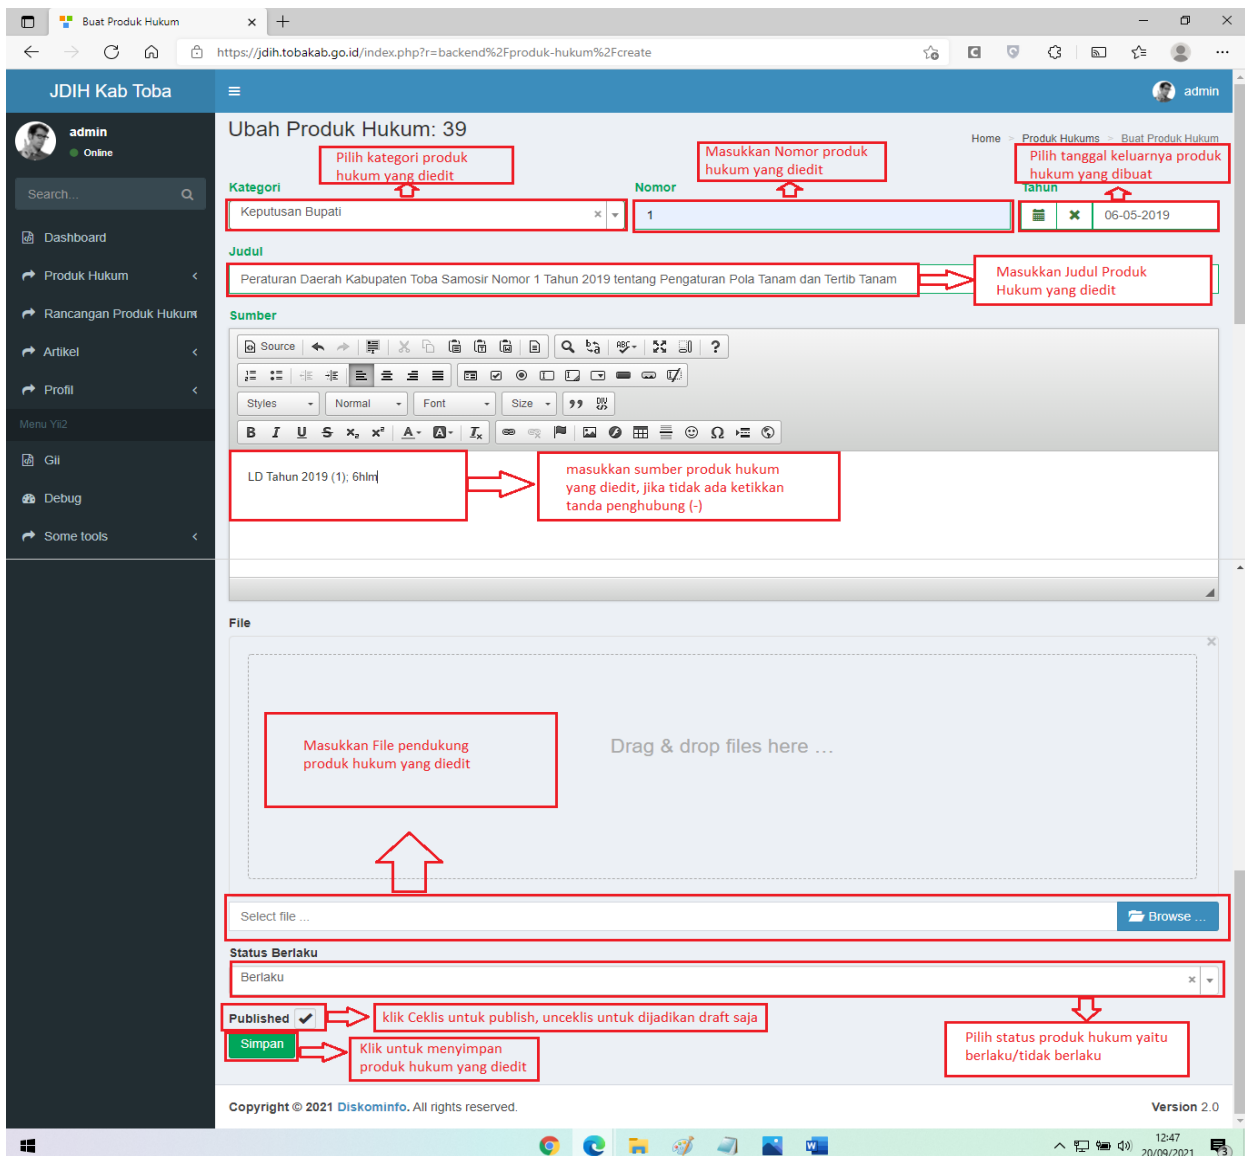 Buat Produk Hukum
https://jdih.tobakab.go.id/index.php?r=backend%2Fproduk-hukum%2Fcreate
JDIH Kab Toba
admin
admin
Online
Search...
Dashboard
Produk Hukum
Rancangan Produk Hukum
Artikel
Profil
Menu Yii2
Gii
Debug
Some tools
Ubah Produk Hukum: 39
Home > Produk Hukums > Buat Produk Hukum
Pilih kategori produk
hukum yang diedit
Masukkan Nomor produk
hukum yang diedit
Pilih tanggal keluarnya produk
hukum yang dibuat
Kategori
Nomor
Tahun
Keputusan Bupati
1
06-05-2019
Judul
Peraturan Daerah Kabupaten Toba Samosir Nomor 1 Tahun 2019 tentang Pengaturan Pola Tanam dan Tertib Tanam
Masukkan Judul Produk
Hukum yang diedit
Sumber
Source
ABC
?
Styles
Normal
Font
Size
DIV
B I U S x₂ x² A A Ix
Ω
LD Tahun 2019 (1); 6hlm
masukkan sumber produk hukum
yang diedit, jika tidak ada ketikkan
tanda penghubung (-)
File
Masukkan File pendukung
produk hukum yang diedit
Drag & drop files here ...
Select file ...
Browse ...
Status Berlaku
Berlaku
Published
klik Ceklis untuk publish, unceklis untuk dijadikan draft saja
Simpan
Klik untuk menyimpan
produk hukum yang diedit
Pilih status produk hukum yaitu
berlaku/tidak berlaku
Copyright © 2021 Diskominfo. All rights reserved.
Version 2.0
12:47
20/09/2021
3